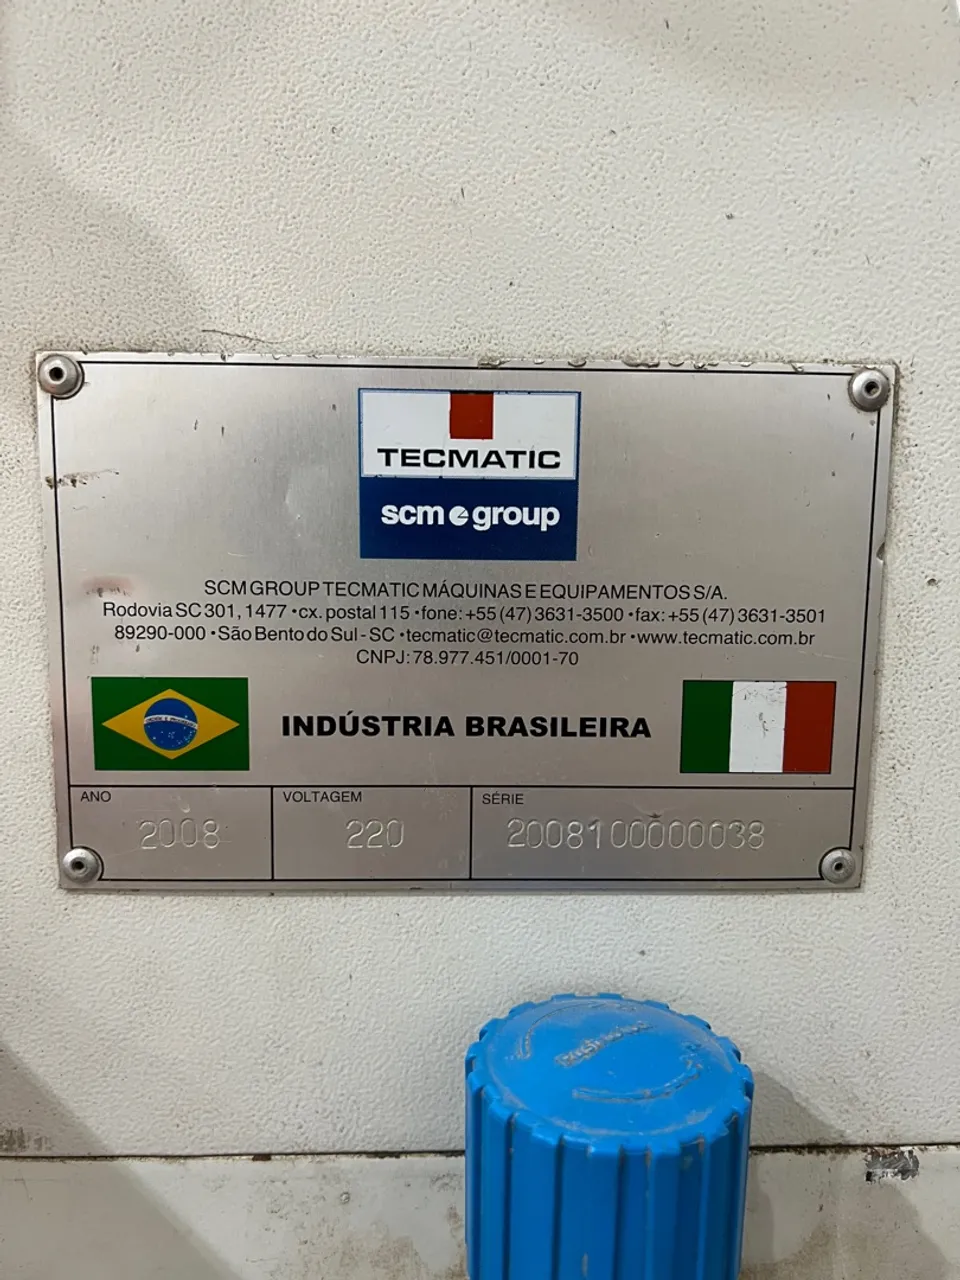 TECMATIC
scm group
SCM GROUP TECMATIC MÁQUINAS E EQUIPAMENTOS S/A.
Rodovia SC 301, 1477 • cx. postal 115 • fone: +55 (47) 3631-3500 • fax: +55 (47) 3631-3501
89290-000 • São Bento do Sul - SC • tecmatic@tecmatic.com.br • www.tecmatic.com.br
CNPJ: 78.977.451/0001-70
INDÚSTRIA BRASILEIRA
ANO VOLTAGEM SÉRIE
2008 220 2008100000038